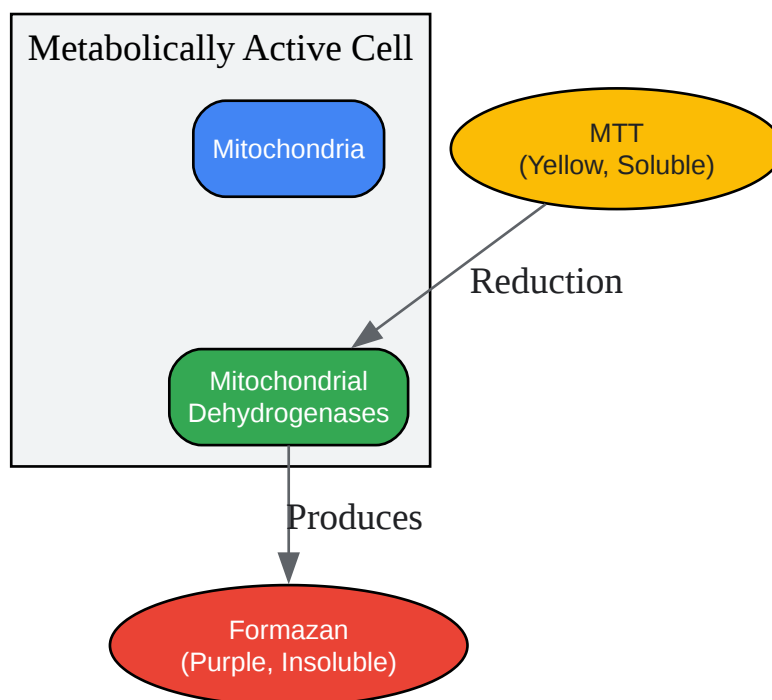 Metabolically Active Cell
Mitochondria
MTT
(Yellow, Soluble)
Reduction
Mitochondrial
Dehydrogenases
Produces
Formazan
(Purple, Insoluble)